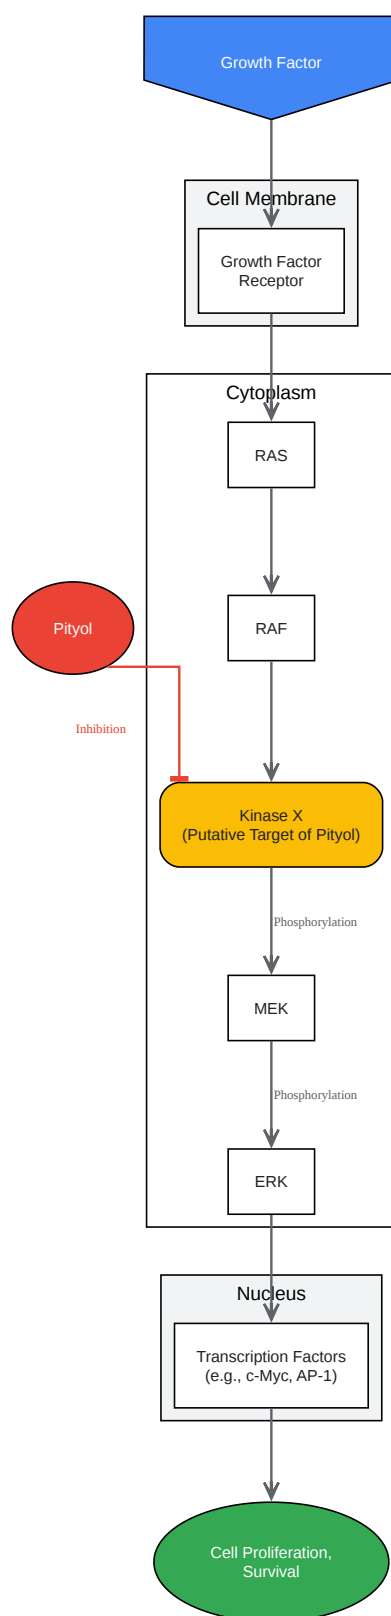 Growth Factor
Cell Membrane
Growth Factor
Receptor
Cytoplasm
RAS
RAF
Pityol
Inhibition
Kinase X
(Putative Target of Pityol)
Phosphorylation
MEK
Phosphorylation
ERK
Nucleus
Transcription Factors
(e.g., c-Myc, AP-1)
Cell Proliferation,
Survival